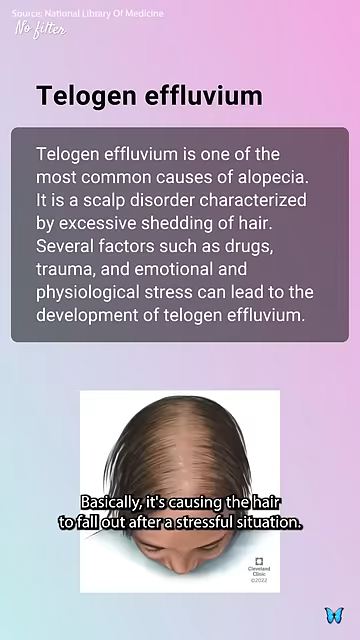 Source: National Library Of Medicine
No filter
Telogen effluvium
Telogen effluvium is one of the
most common causes of alopecia.
It is a scalp disorder characterized
by excessive shedding of hair.
Several factors such as drugs,
trauma, and emotional and
physiological stress can lead to the
development of telogen effluvium.
Basically, it's causing the hair
to fall out after a stressful situation.
Cleveland
Clinic
©2022